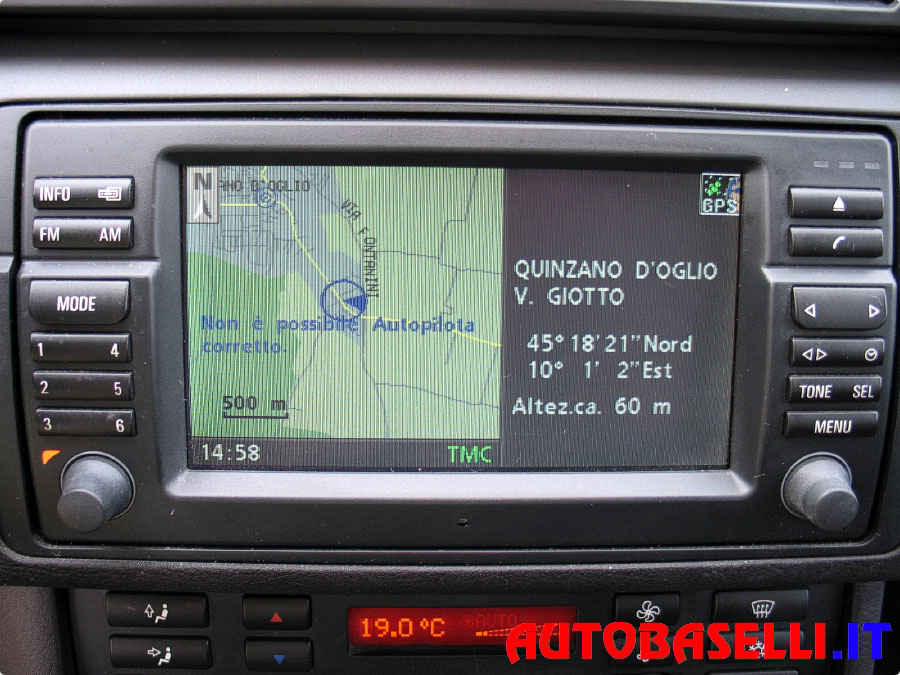 INFO
FM AM
MODE
1 4
2 5
3 6
N
ANO D'OGLIO
VIA FONTANINI
Non è possibile Autopilota
corretto.
500 m
14:58
TMC
GPS
QUINZANO D'OGLIO
V. GIOTTO
45° 18' 21" Nord
10° 1' 2" Est
Altez.ca. 60 m
TONE SEL
MENU
19.0 °C
AUTO
AUTOBASELLI.IT